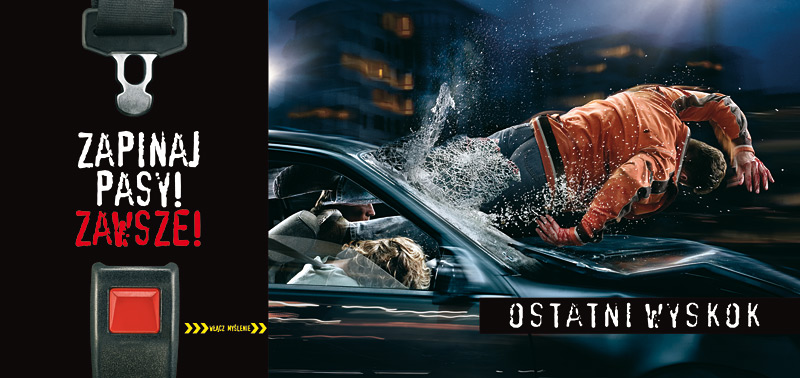 ZAPINAJ
PASY!
ZAWSZE!
WŁĄCZ MYŚLENIE
OSTATNI WYSKOK